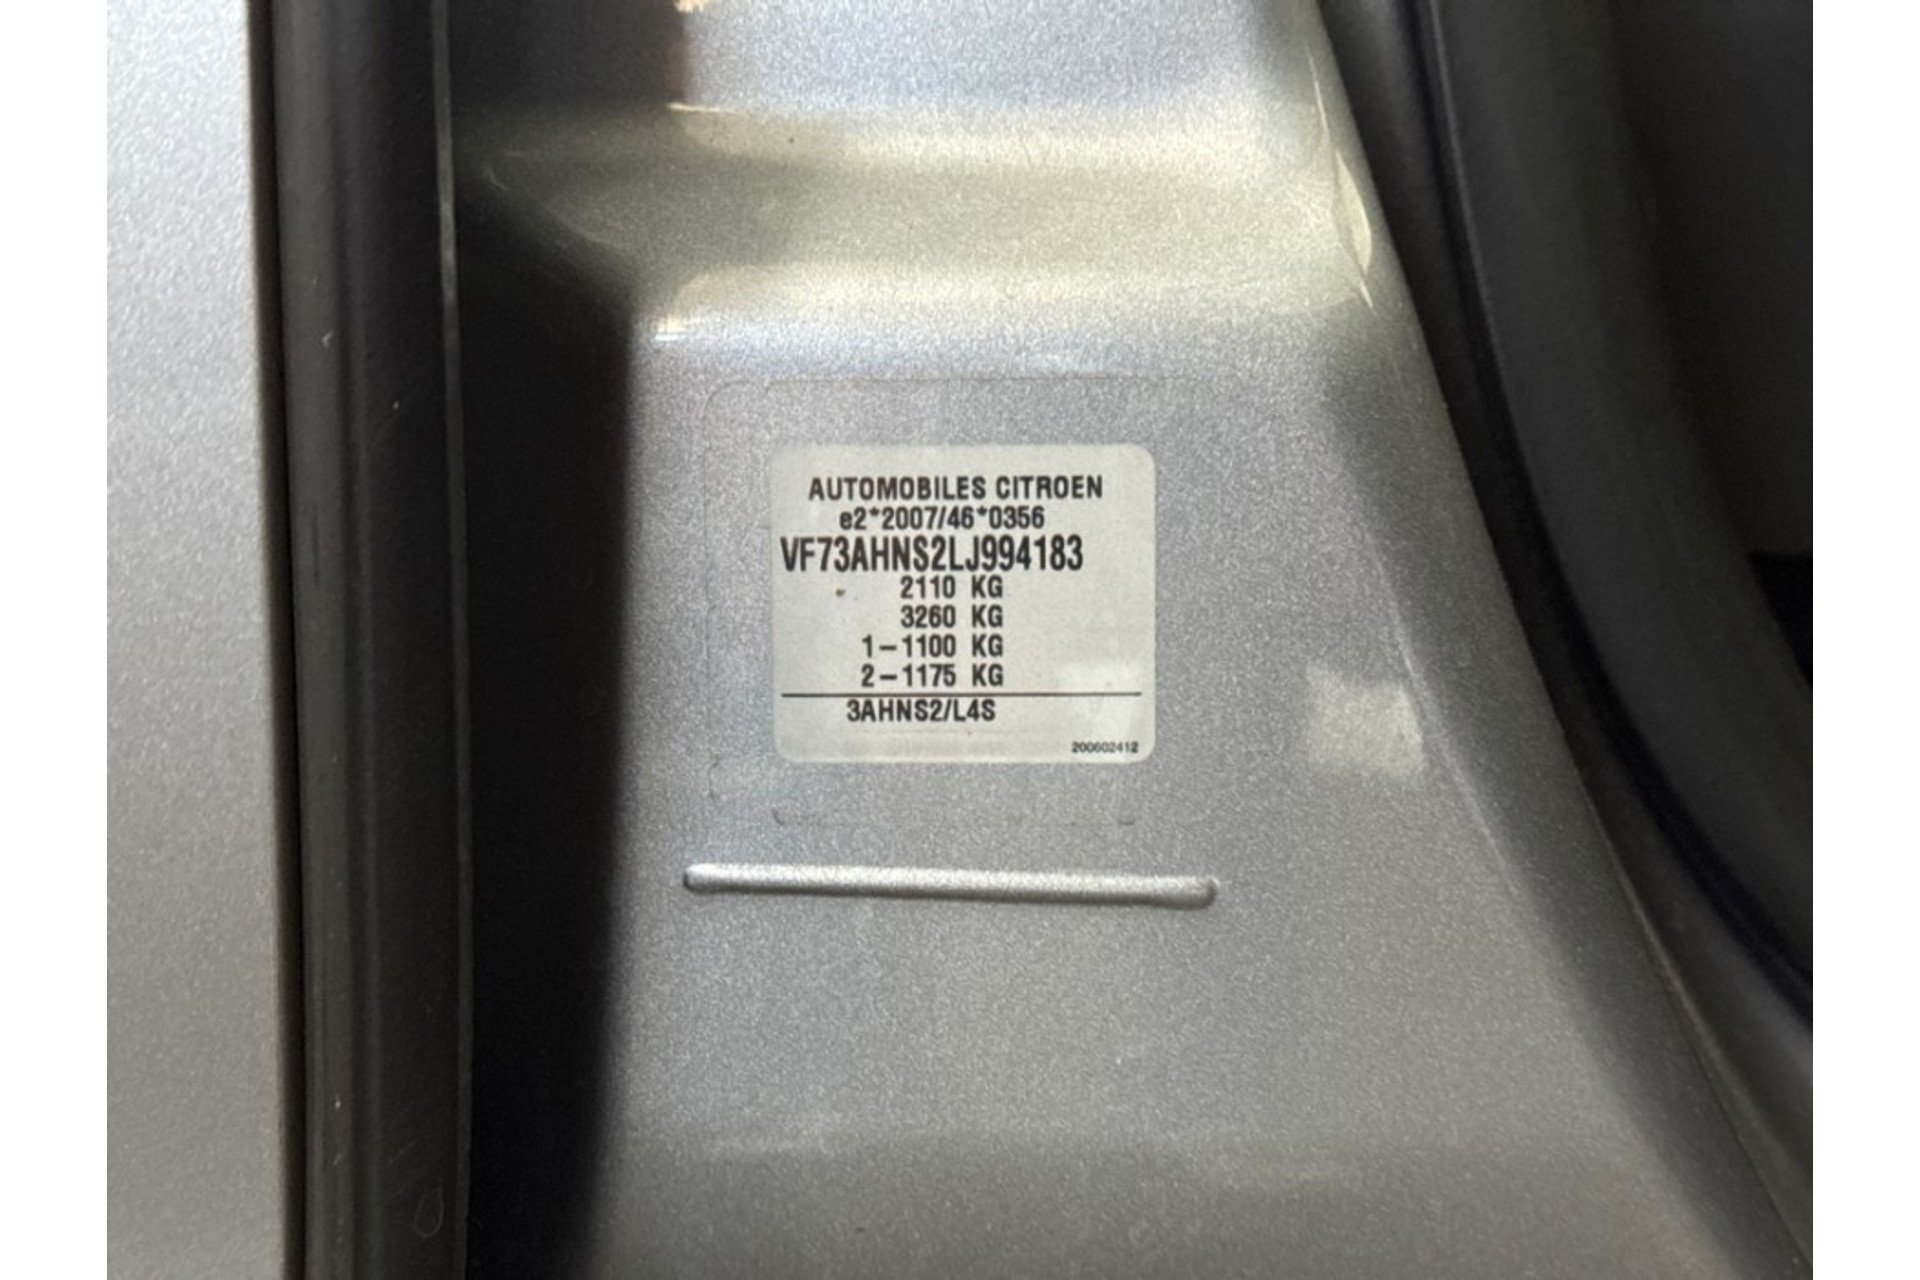 AUTOMOBILES CITROEN
e2*2007/46*0356
VF73AHNS2LJ994183
2110 KG
3260 KG
1-1100 KG
2-1175 KG
3AHNS2/L4S
200602412